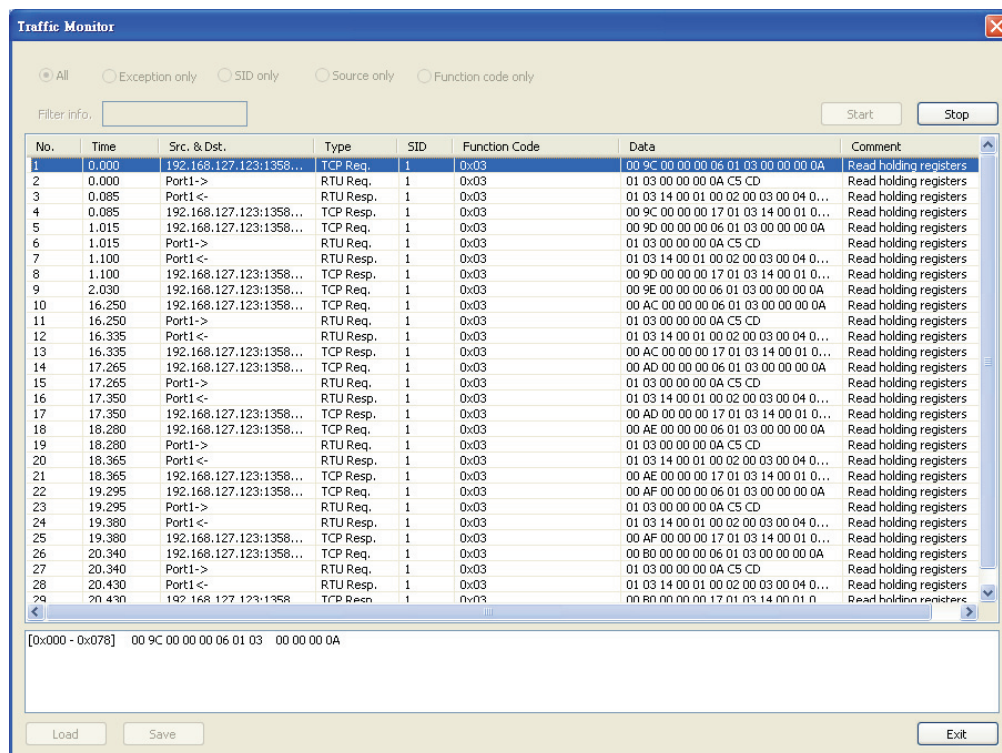 Traffic Monitor
All Exception only SID only Source only Function code only
Filter info. Start Stop
No. Time Src. & Dst. Type SID Function Code Data Comment
1 0.000 192.168.127.123:1358... TCP Req. 1 0x03 00 9C 00 00 00 06 01 03 00 00 00 0A Read holding registers
2 0.000 Port1-> RTU Req. 1 0x03 01 03 00 00 00 0A C5 CD Read holding registers
3 0.085 Port1<- RTU Resp. 1 0x03 01 03 14 00 01 00 02 00 03 00 04 0... Read holding registers
4 0.085 192.168.127.123:1358... TCP Resp. 1 0x03 00 9C 00 00 00 17 01 03 14 00 01 0... Read holding registers
5 1.015 192.168.127.123:1358... TCP Req. 1 0x03 00 9D 00 00 00 06 01 03 00 00 00 0A Read holding registers
6 1.015 Port1-> RTU Req. 1 0x03 01 03 00 00 00 0A C5 CD Read holding registers
7 1.100 Port1<- RTU Resp. 1 0x03 01 03 14 00 01 00 02 00 03 00 04 0... Read holding registers
8 1.100 192.168.127.123:1358... TCP Resp. 1 0x03 00 9D 00 00 00 17 01 03 14 00 01 0... Read holding registers
9 2.030 192.168.127.123:1358... TCP Req. 1 0x03 00 9E 00 00 00 06 01 03 00 00 00 0A Read holding registers
10 16.250 192.168.127.123:1358... TCP Req. 1 0x03 00 AC 00 00 00 06 01 03 00 00 00 0A Read holding registers
11 16.250 Port1-> RTU Req. 1 0x03 01 03 00 00 00 0A C5 CD Read holding registers
12 16.335 Port1<- RTU Resp. 1 0x03 01 03 14 00 01 00 02 00 03 00 04 0... Read holding registers
13 16.335 192.168.127.123:1358... TCP Resp. 1 0x03 00 AC 00 00 00 17 01 03 14 00 01 0... Read holding registers
14 17.265 192.168.127.123:1358... TCP Req. 1 0x03 00 AD 00 00 00 06 01 03 00 00 00 0A Read holding registers
15 17.265 Port1-> RTU Req. 1 0x03 01 03 00 00 00 0A C5 CD Read holding registers
16 17.350 Port1<- RTU Resp. 1 0x03 01 03 14 00 01 00 02 00 03 00 04 0... Read holding registers
17 17.350 192.168.127.123:1358... TCP Resp. 1 0x03 00 AD 00 00 00 17 01 03 14 00 01 0... Read holding registers
18 18.280 192.168.127.123:1358... TCP Req. 1 0x03 00 AE 00 00 00 06 01 03 00 00 00 0A Read holding registers
19 18.280 Port1-> RTU Req. 1 0x03 01 03 00 00 00 0A C5 CD Read holding registers
20 18.365 Port1<- RTU Resp. 1 0x03 01 03 14 00 01 00 02 00 03 00 04 0... Read holding registers
21 18.365 192.168.127.123:1358... TCP Resp. 1 0x03 00 AE 00 00 00 17 01 03 14 00 01 0... Read holding registers
22 19.295 192.168.127.123:1358... TCP Req. 1 0x03 00 AF 00 00 00 06 01 03 00 00 00 0A Read holding registers
23 19.295 Port1-> RTU Req. 1 0x03 01 03 00 00 00 0A C5 CD Read holding registers
24 19.380 Port1<- RTU Resp. 1 0x03 01 03 14 00 01 00 02 00 03 00 04 0... Read holding registers
25 19.380 192.168.127.123:1358... TCP Resp. 1 0x03 00 AF 00 00 00 17 01 03 14 00 01 0... Read holding registers
26 20.340 192.168.127.123:1358... TCP Req. 1 0x03 00 B0 00 00 00 06 01 03 00 00 00 0A Read holding registers
27 20.340 Port1-> RTU Req. 1 0x03 01 03 00 00 00 0A C5 CD Read holding registers
28 20.430 Port1<- RTU Resp. 1 0x03 01 03 14 00 01 00 02 00 03 00 04 0... Read holding registers
29 20.430 192.168.127.123:1358 TCP Resp. 1 0x03 00 B0 00 00 00 17 01 03 14 00 01 0 Read holding registers
[0x000 - 0x078] 00 9C 00 00 00 06 01 03 00 00 00 0A
Load Save Exit